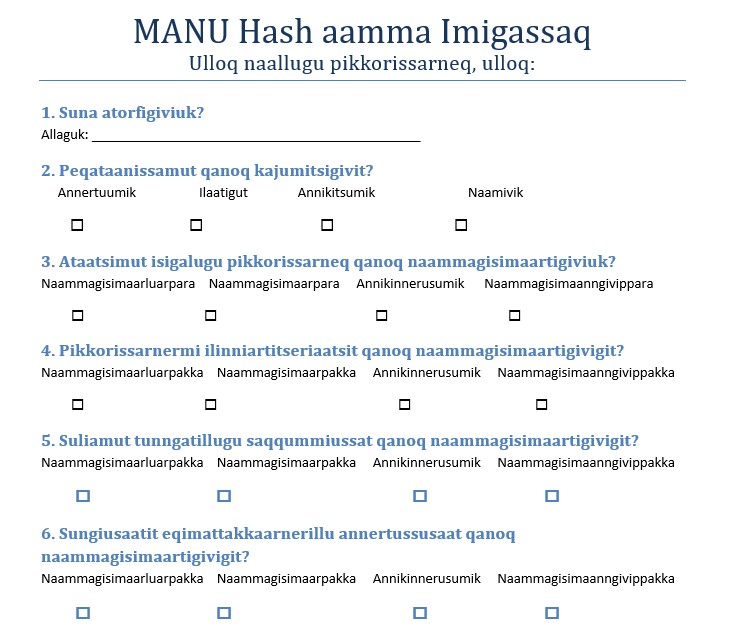 MANU Hash aamma Imigassaq
Ulloq naallugu pikkorissarneq, ulloq:
1. Suna atorfigiviuk?
Allaguk: ____________________________________________
2. Peqataanissamut qanoq kajumitsigivit?
Annertuumik Ilaatigut Annikitsumik Naamivik
☐ ☐ ☐ ☐
3. Ataatsimut isigalugu pikkorissarneq qanoq naammagisimaartigiviuk?
Naammagisimaarluarpara Naammagisimaarpara Annikinnerusumik Naammagisimaanngivippara
☐ ☐ ☐ ☐
4. Pikkorissarnermi ilinniartitseriaatsit qanoq naammagisimaartigivigit?
Naammagisimaarluarpakka Naammagisimaarpakka Annikinnerusumik Naammagisimaanngivippakka
☐ ☐ ☐ ☐
5. Suliamut tunngatillugu saqqummiussat qanoq naammagisimaartigivigit?
Naammagisimaarluarpakka Naammagisimaarpakka Annikinnerusumik Naammagisimaanngivippakka
☐ ☐ ☐ ☐
6. Sungiusaatit eqimattakkaarnerillu annertussusaat qanoq
naammagisimaartigivigit?
Naammagisimaarluarpakka Naammagisimaarpakka Annikinnerusumik Naammagisimaanngivippakka
☐ ☐ ☐ ☐